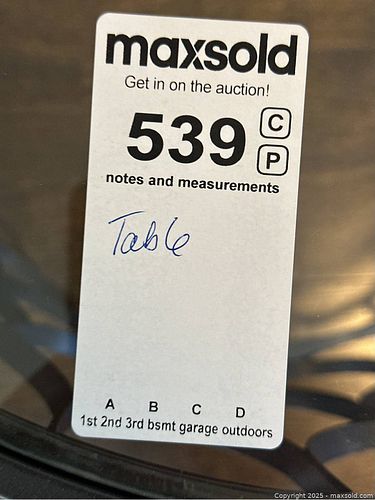 maxsold
Get in on the auction!
539 C
P
notes and measurements
Table
A B C D
1st 2nd 3rd bsmt garage outdoors
Copyright 2025 - maxsold.com